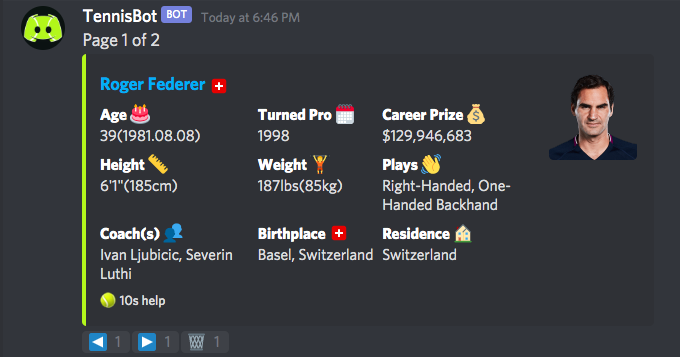 TennisBot BOT Today at 6:46 PM
Page 1 of 2
Roger Federer
Age Turned Pro Career Prize
39(1981.08.08) 1998 $129,946,683
Height Weight Plays
6'1"(185cm) 187lbs(85kg) Right-Handed, One-
Handed Backhand
Coach(s) Birthplace Residence
Ivan Ljubicic, Severin Basel, Switzerland Switzerland
Luthi
10s help
1 1 1